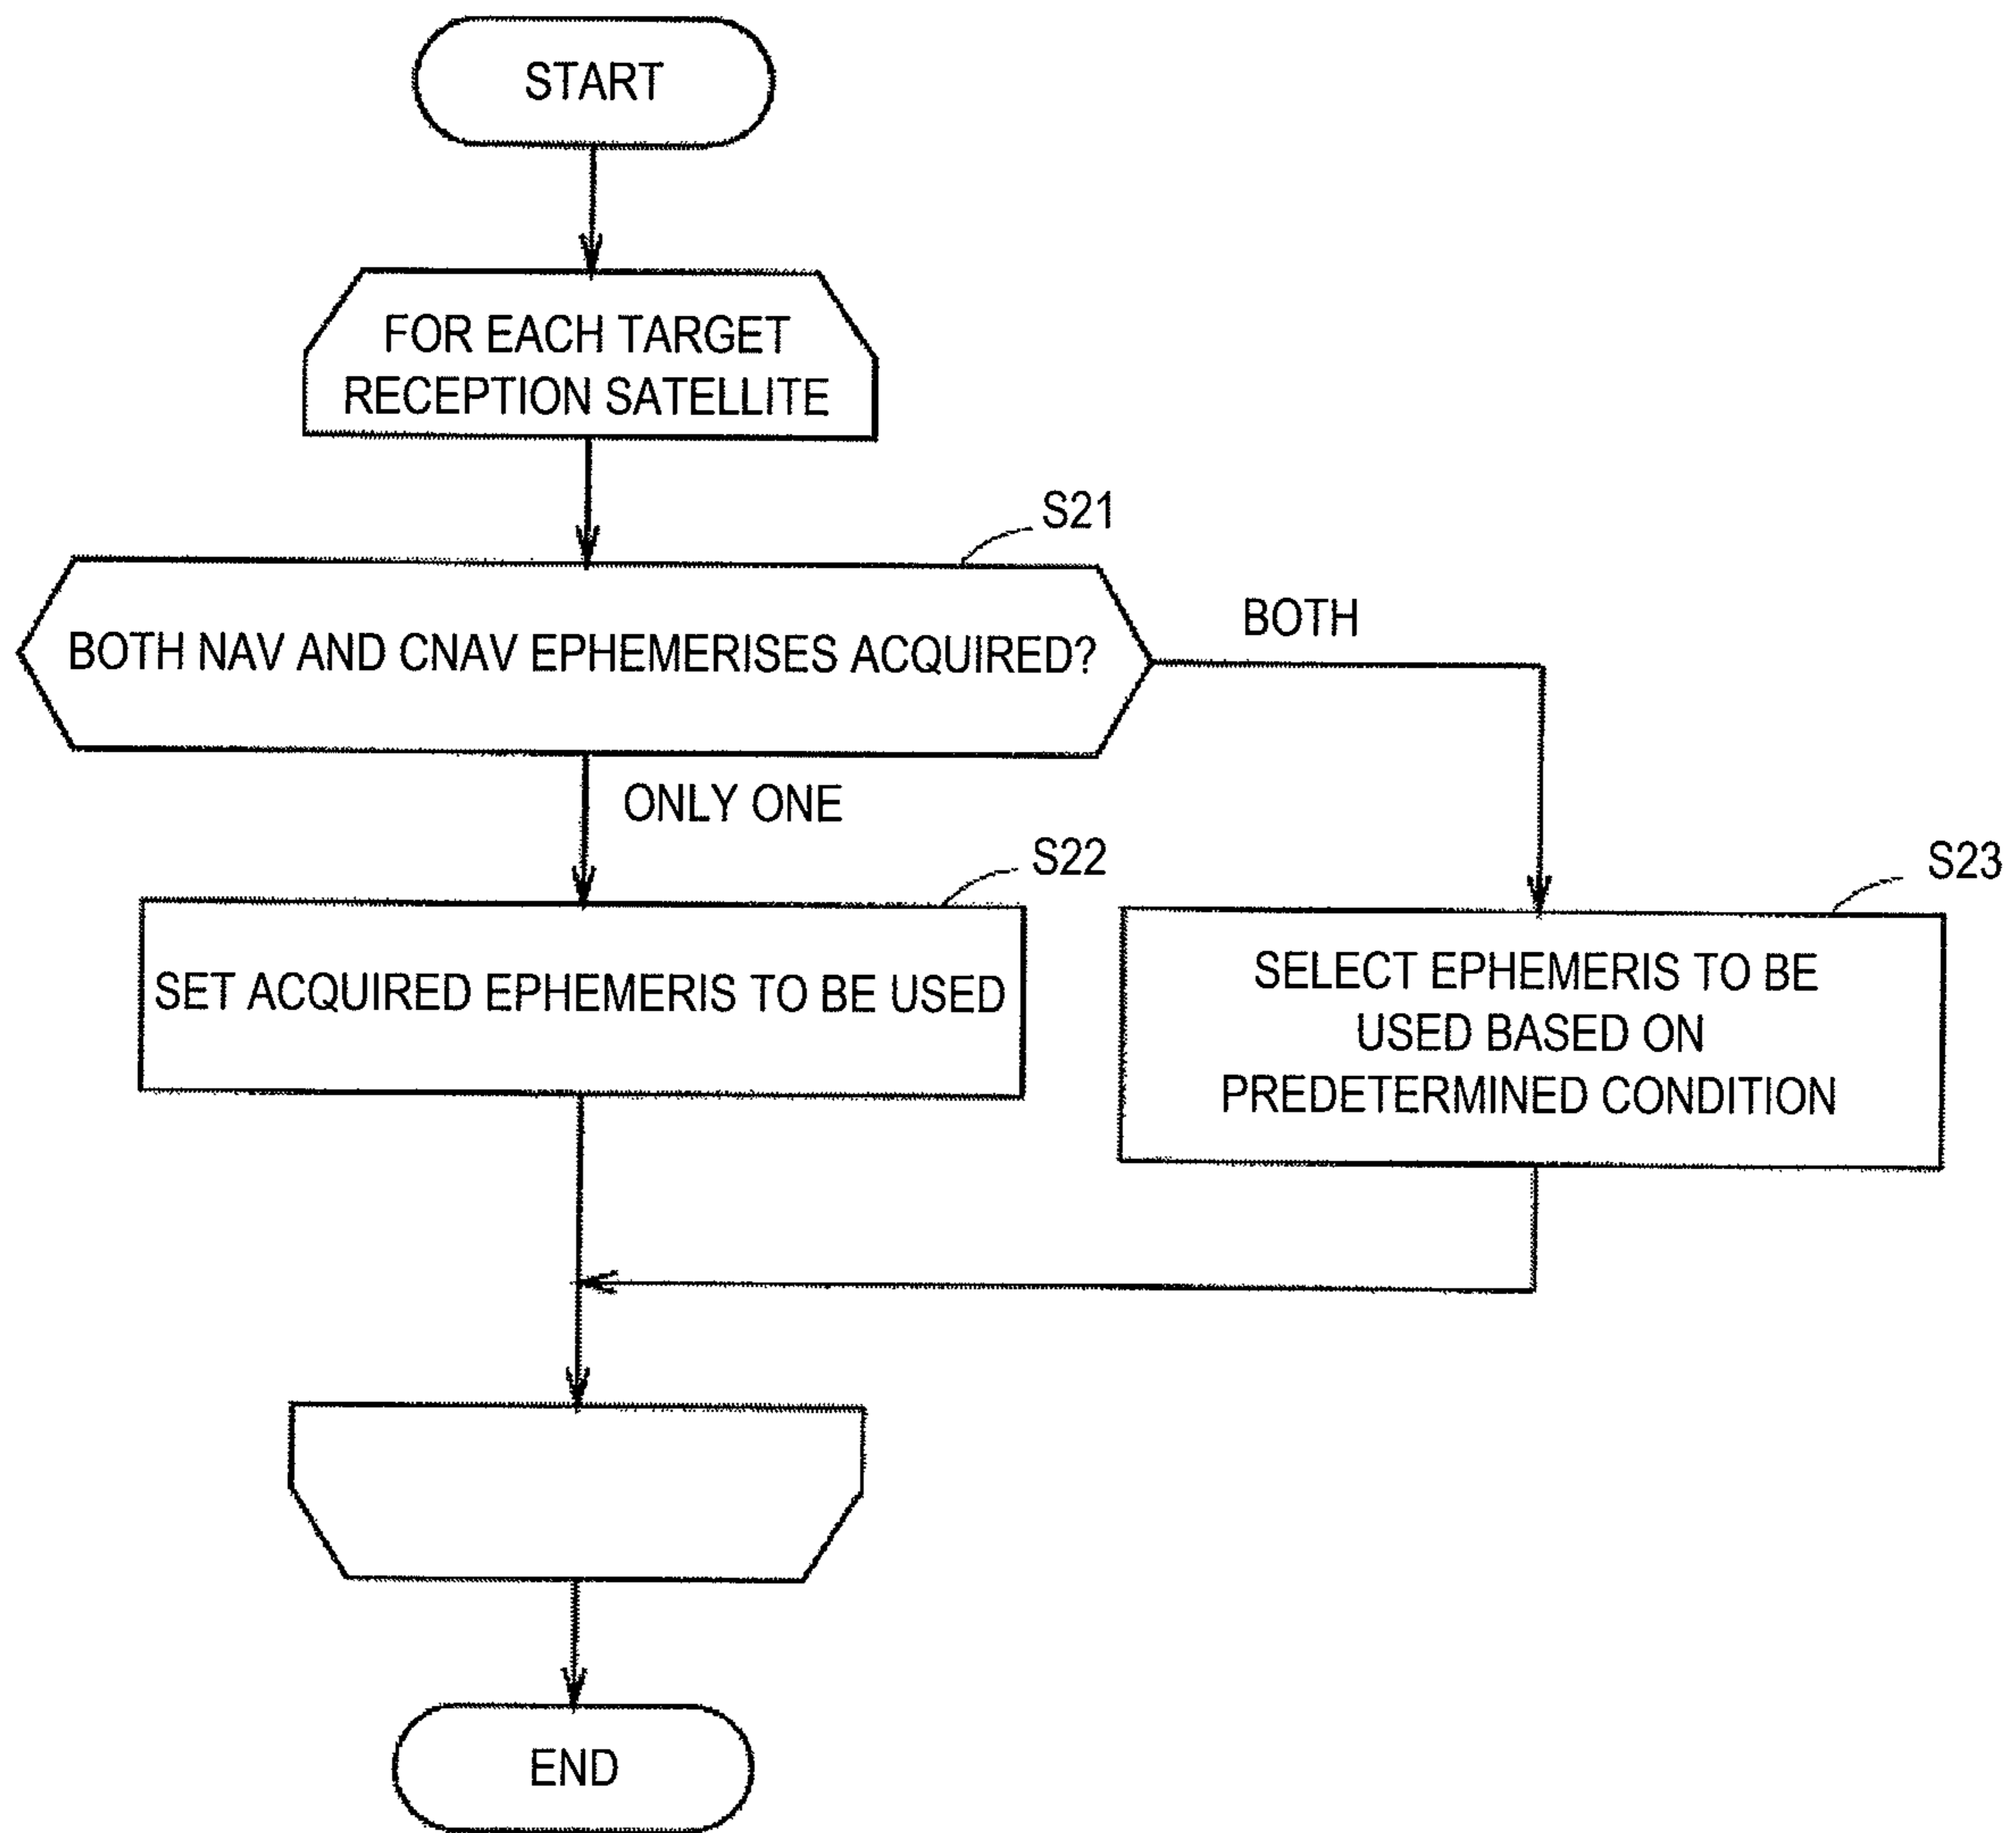 START
FOR EACH TARGET
RECEPTION SATELLITE
S21
BOTH NAV AND CNAV EPHEMERISES ACQUIRED?
BOTH
ONLY ONE
S22
SET ACQUIRED EPHEMERIS TO BE USED
S23
SELECT EPHEMERIS TO BE
USED BASED ON
PREDETERMINED CONDITION
END